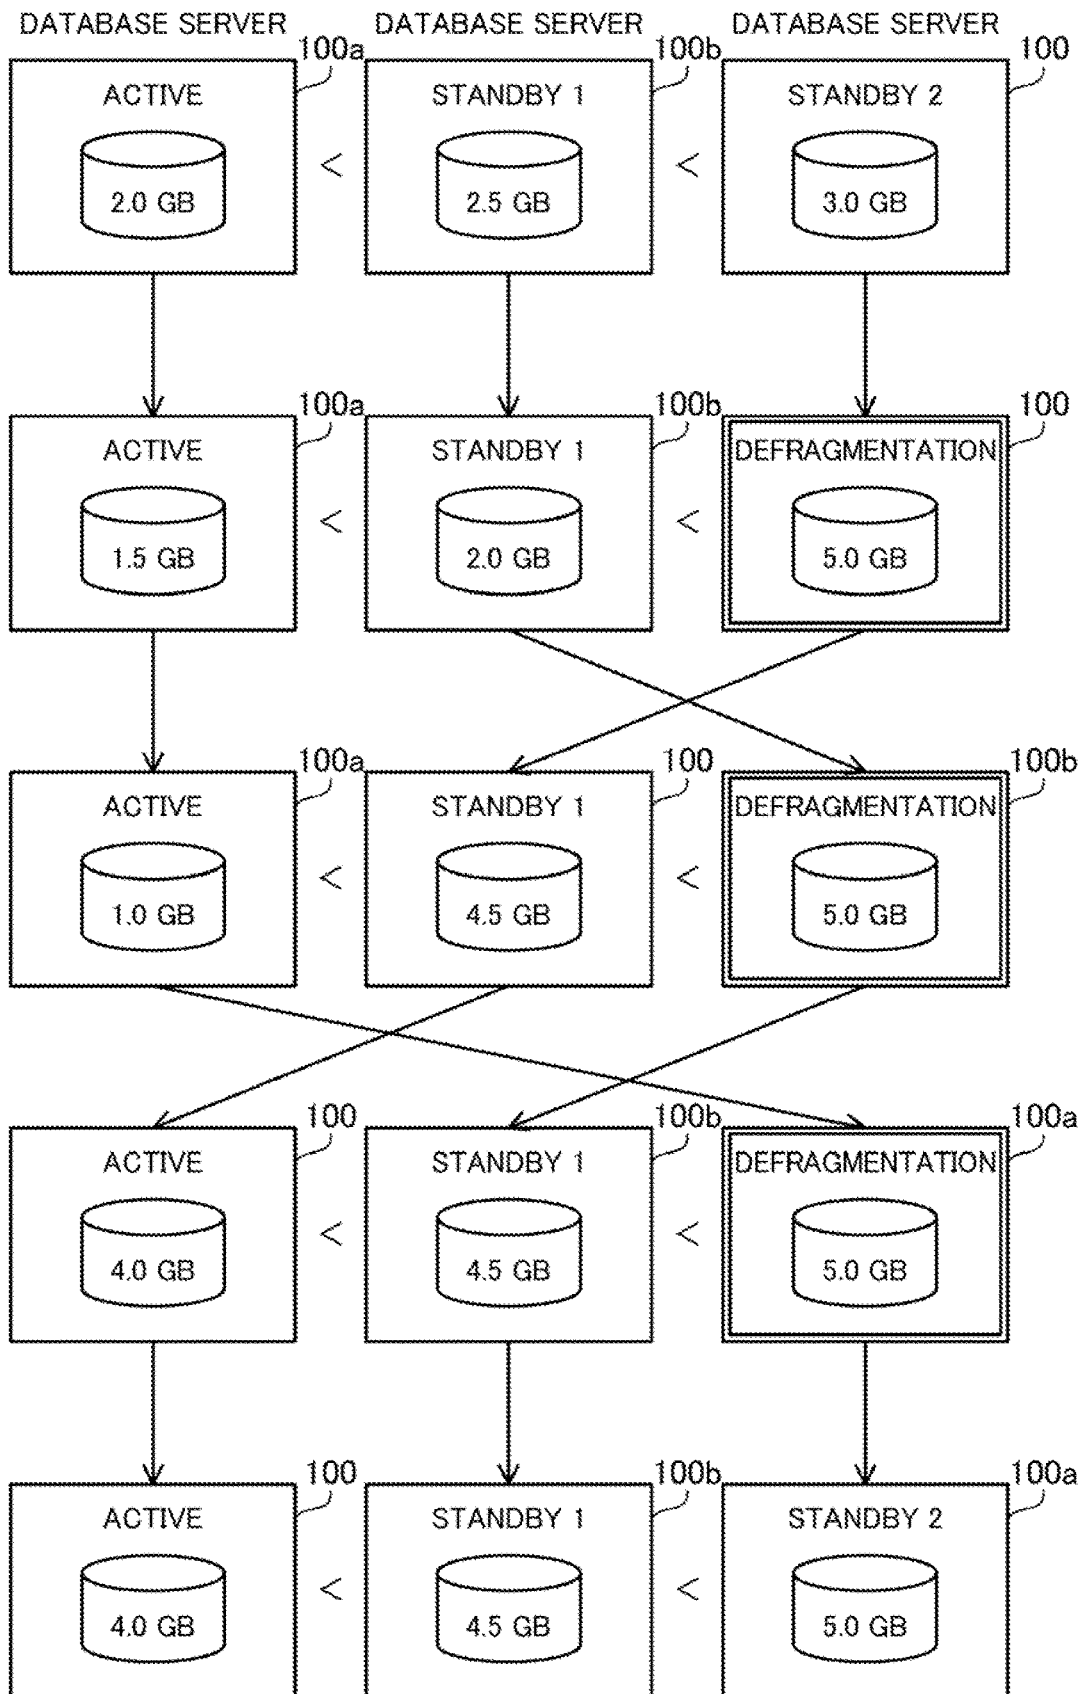 DATABASE SERVER DATABASE SERVER DATABASE SERVER
100a 100b 100
ACTIVE STANDBY 1 STANDBY 2
< <
2.0 GB 2.5 GB 3.0 GB
100a 100b 100
ACTIVE STANDBY 1 DEFRAGMENTATION
< <
1.5 GB 2.0 GB 5.0 GB
100a 100 100b
ACTIVE STANDBY 1 DEFRAGMENTATION
< <
1.0 GB 4.5 GB 5.0 GB
100 100b 100a
ACTIVE STANDBY 1 DEFRAGMENTATION
< <
4.0 GB 4.5 GB 5.0 GB
100 100b 100a
ACTIVE STANDBY 1 STANDBY 2
< <
4.0 GB 4.5 GB 5.0 GB